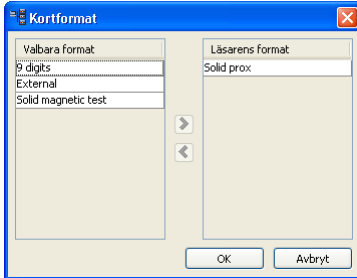 Kortformat
Valbara format
9 digits
External
Solid magnetic test
Läsarens format
Solid prox
OK
Avbryt